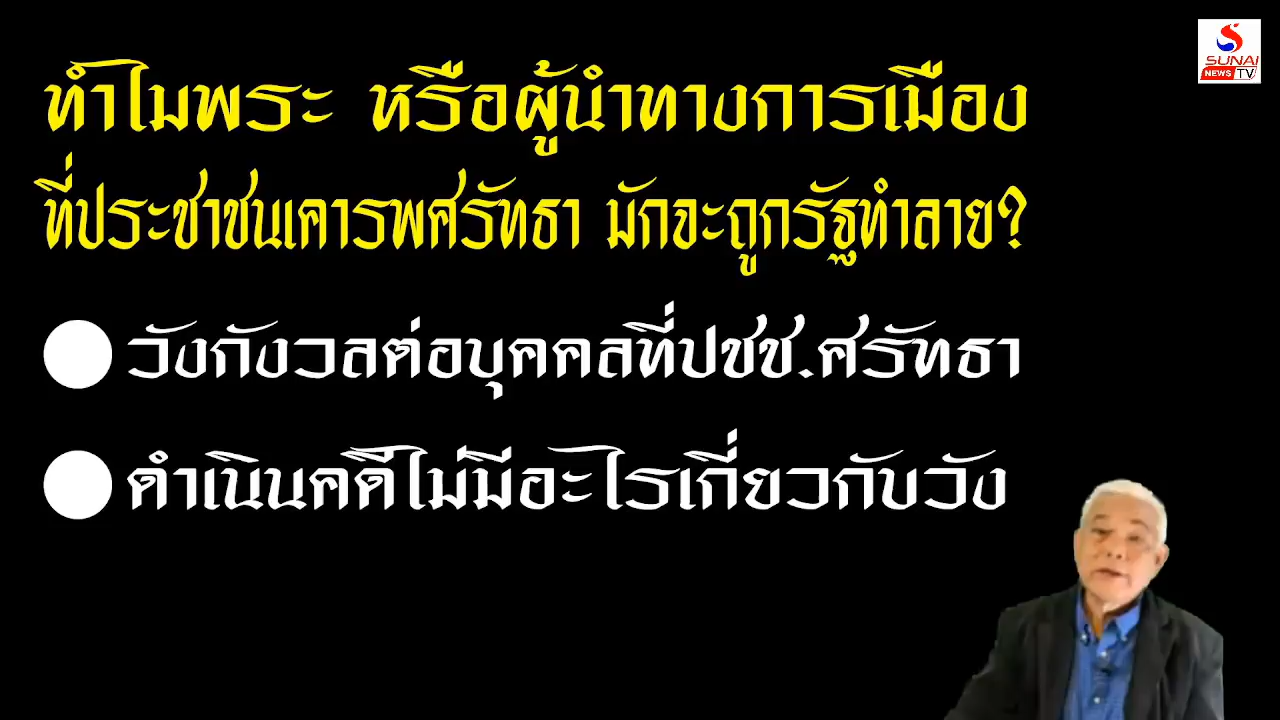 ทำไมพระ หรือผู้นำทางการเมือง
ที่ประชาชนเคารพศรัทธา มักจะถูกรัฐทำลาย?
วังกังวลต่อบุคคลที่ปชช.ศรัทธา
ดำเนินคดีไม่มีอะไรเกี่ยวกับวัง
SUNAI
NEWS TV